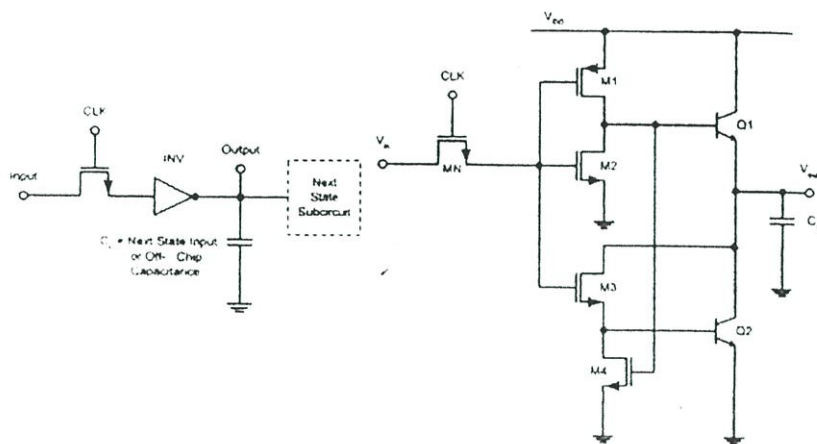 CLK
Input
INV
Output
Next
State
Subcircuit
Next State Input
or Off- Chip
Capacitance
V_DD
CLK
MN
M1
M2
M3
M4
Q1
Q2